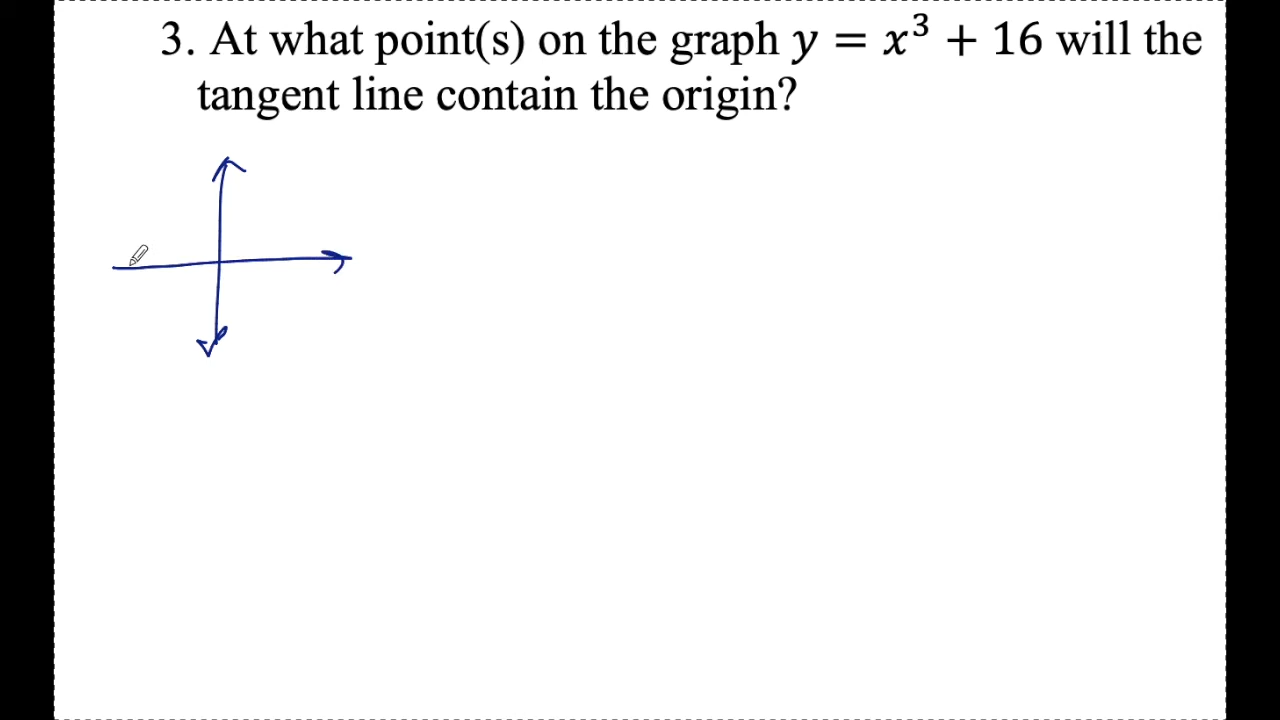 3. At what point(s) on the graph y = x³ + 16 will the
tangent line contain the origin?